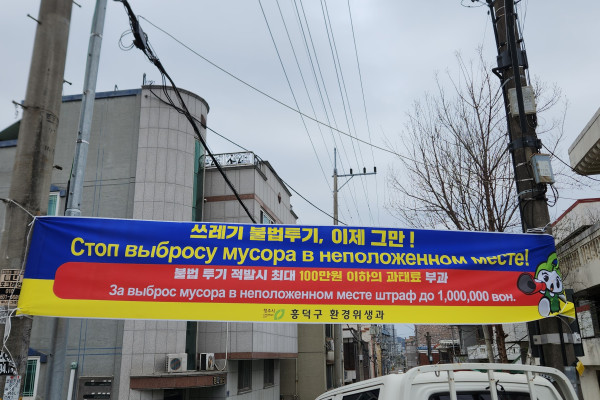 쓰레기 불법투기, 이제 그만 !
Стоп выбросу мусора в неположенном месте!
불법 투기 적발시 최대 100만원 이하의 과태료 부과
За выброс мусора в неположенном месте штраф до 1,000,000 вон.
흥덕구 환경위생과